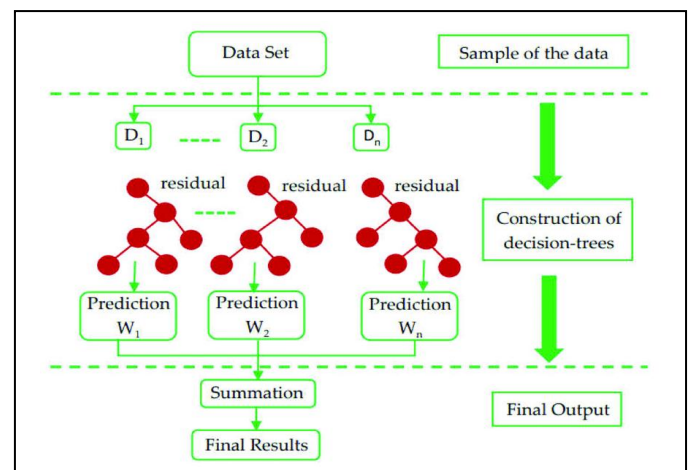 Data Set
Sample of the data
D1
D2
Dn
residual
residual
residual
Construction of
decision-trees
Prediction
W1
Prediction
W2
Prediction
Wn
Summation
Final Output
Final Results